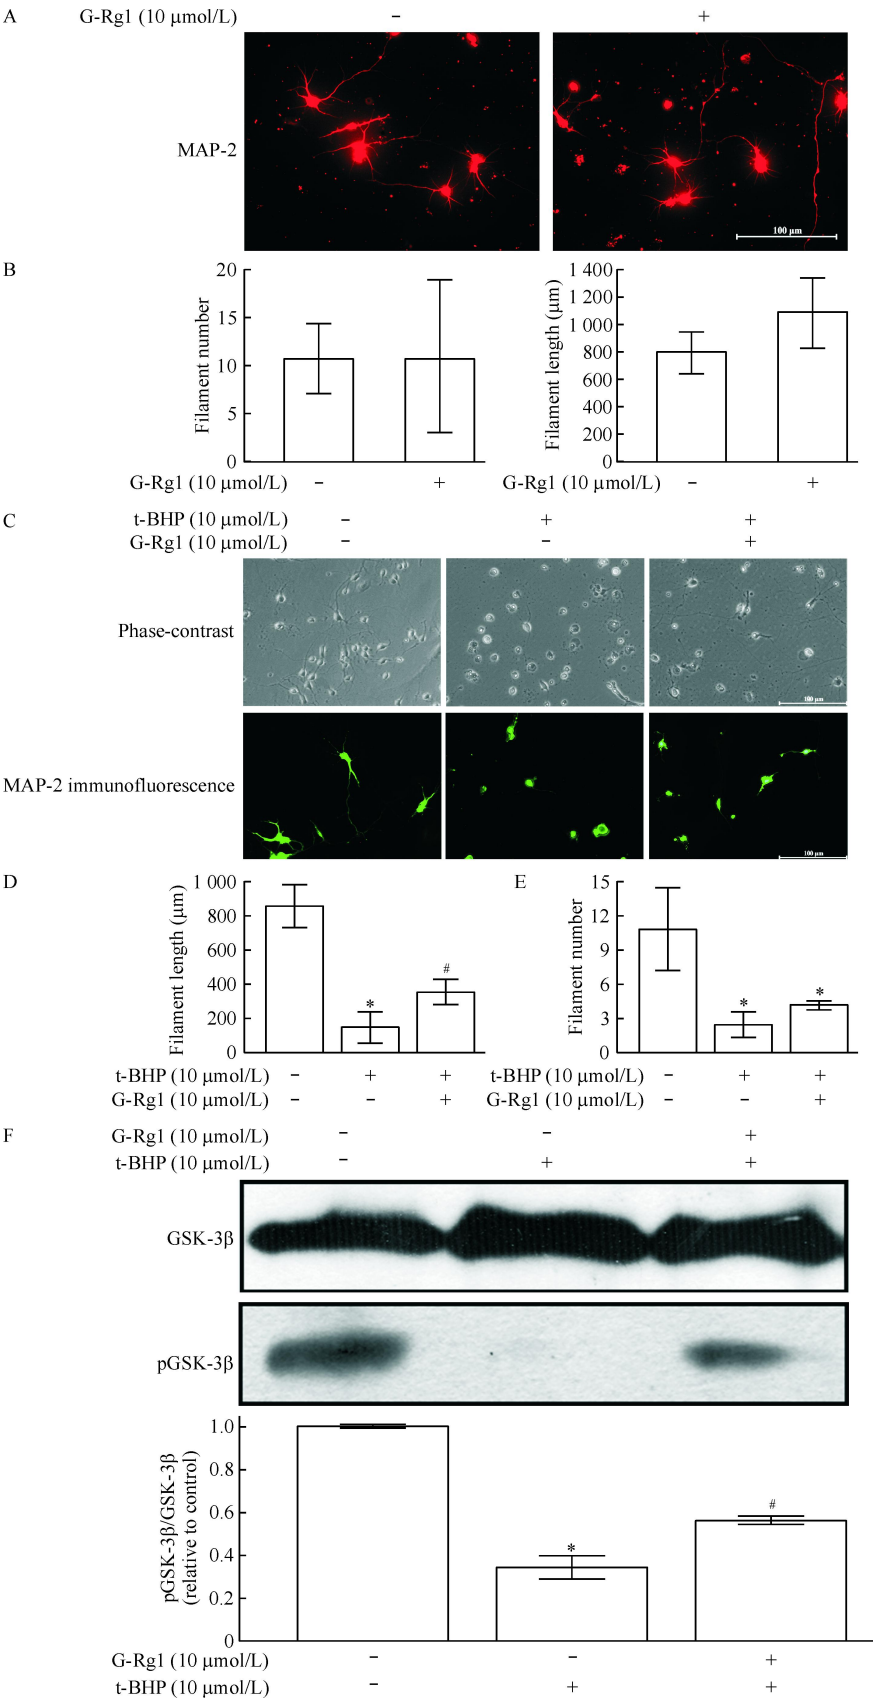 A
G-Rg1 (10 μmol/L) − +
MAP-2
100 μm
B
20
15
10
5
0
Filament number
G-Rg1 (10 μmol/L) − +
1 400
1 200
1 000
800
600
400
200
0
Filament length (μm)
G-Rg1 (10 μmol/L) − +
C
t-BHP (10 μmol/L) − + +
G-Rg1 (10 μmol/L) − − +
Phase-contrast
100 μm
MAP-2 immunofluorescence
100 μm
D
1 000
800
600
400
200
0
Filament length (μm)
* #
t-BHP (10 μmol/L) − + +
G-Rg1 (10 μmol/L) − − +
E
15
12
9
6
3
0
Filament number
* *
t-BHP (10 μmol/L) − + +
G-Rg1 (10 μmol/L) − − +
F
G-Rg1 (10 μmol/L) − − +
t-BHP (10 μmol/L) − + +
GSK-3β
pGSK-3β
1.0
0.8
0.6
0.4
0.2
0
pGSK-3β/GSK-3β
(relative to control)
* #
G-Rg1 (10 μmol/L) − − +
t-BHP (10 μmol/L) − + +